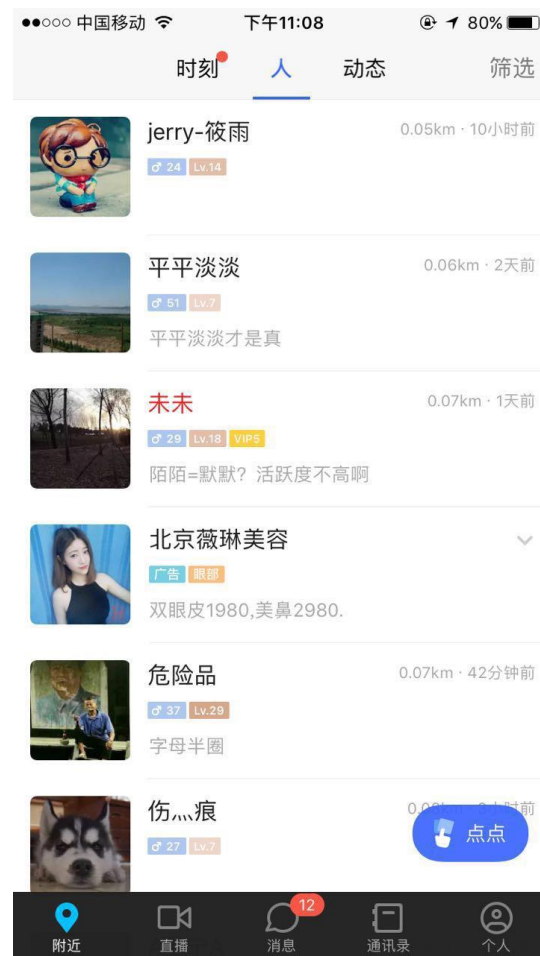 中国移动 下午11:08 80%
时刻 人 动态 筛选
jerry-筱雨 0.05km · 10小时前
♂ 24 Lv.14
平平淡淡 0.06km · 2天前
♂ 51 Lv.7
平平淡淡才是真
未未 0.07km · 1天前
♂ 29 Lv.18 VIP5
陌陌=默默？活跃度不高啊
北京薇琳美容
广告 眼部
双眼皮1980,美鼻2980.
危险品 0.07km · 42分钟前
♂ 37 Lv.29
字母半圈
伤灬痕
♂ 27 Lv.7
点点
12
附近 直播 消息 通讯录 个人